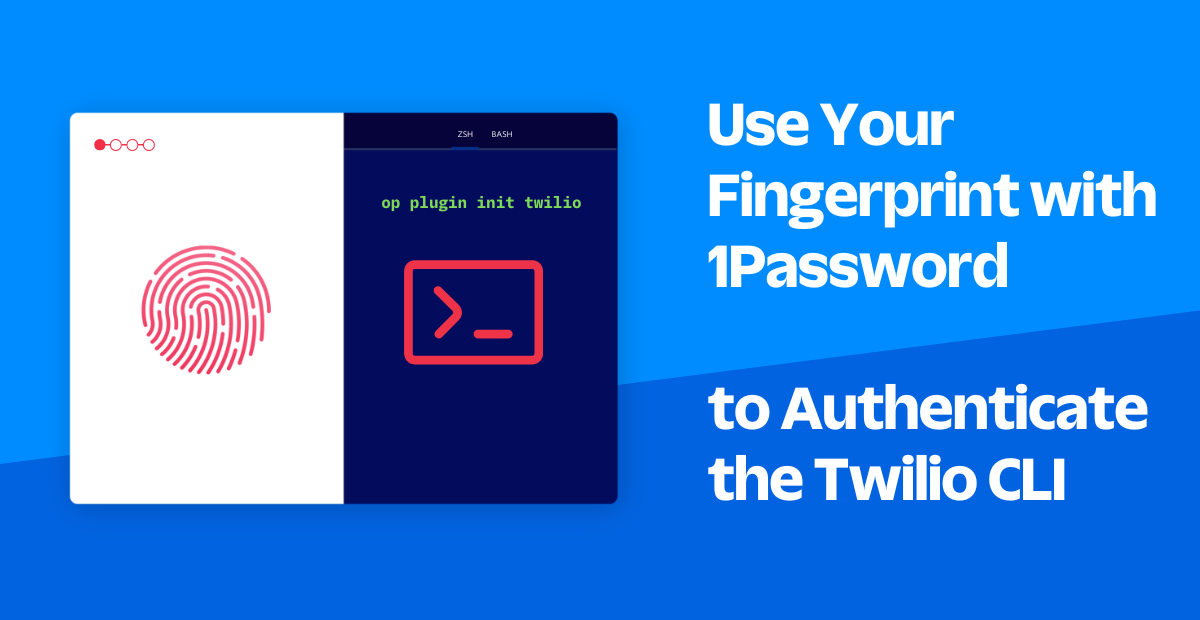 ZSH BASH
op plugin init twilio
Use Your
Fingerprint with
1Password
to Authenticate
the Twilio CLI